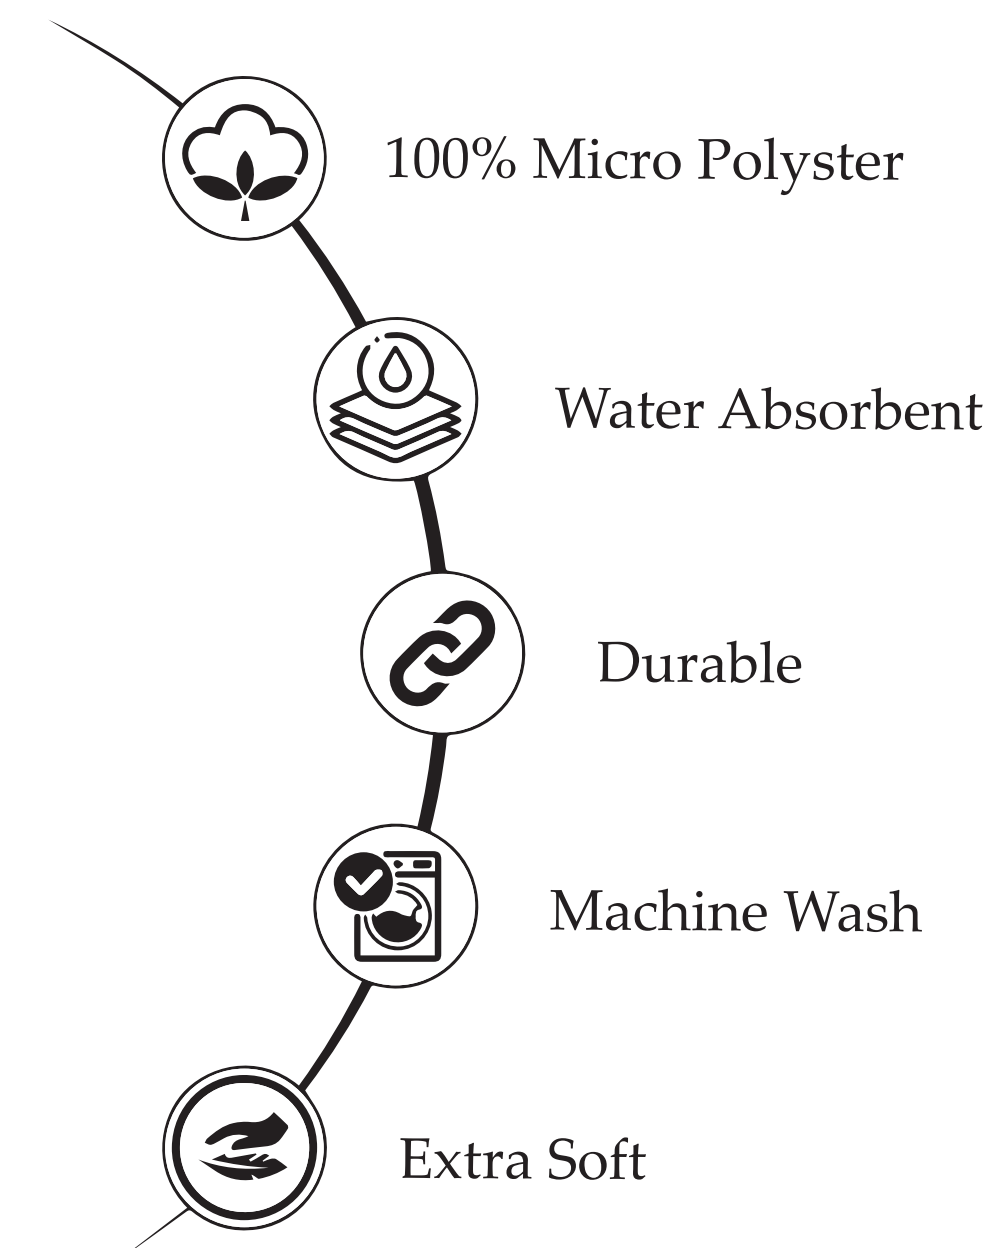 100% Micro Polyster
Water Absorbent
Durable
Machine Wash
Extra Soft